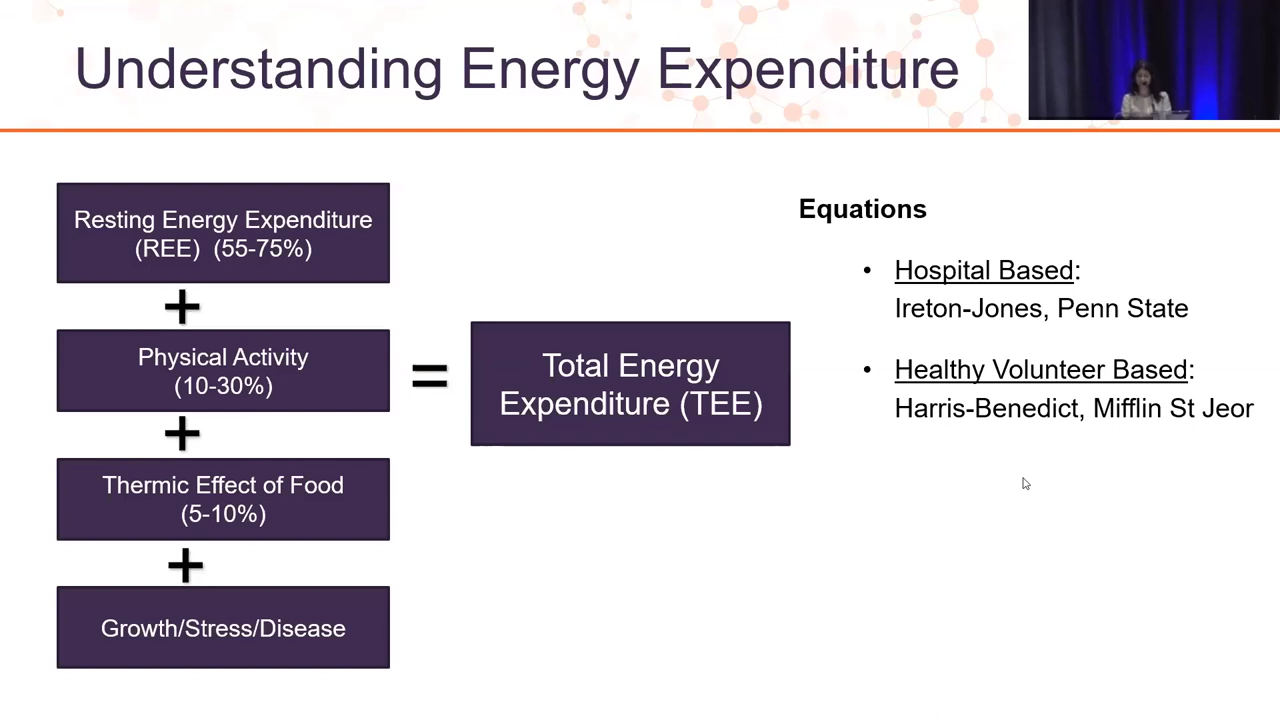 Understanding Energy Expenditure
Resting Energy Expenditure
(REE) (55-75%)
+
Physical Activity
(10-30%)
+
Thermic Effect of Food
(5-10%)
+
Growth/Stress/Disease
=
Total Energy
Expenditure (TEE)
Equations
• Hospital Based:
Ireton-Jones, Penn State
• Healthy Volunteer Based:
Harris-Benedict, Mifflin St Jeor